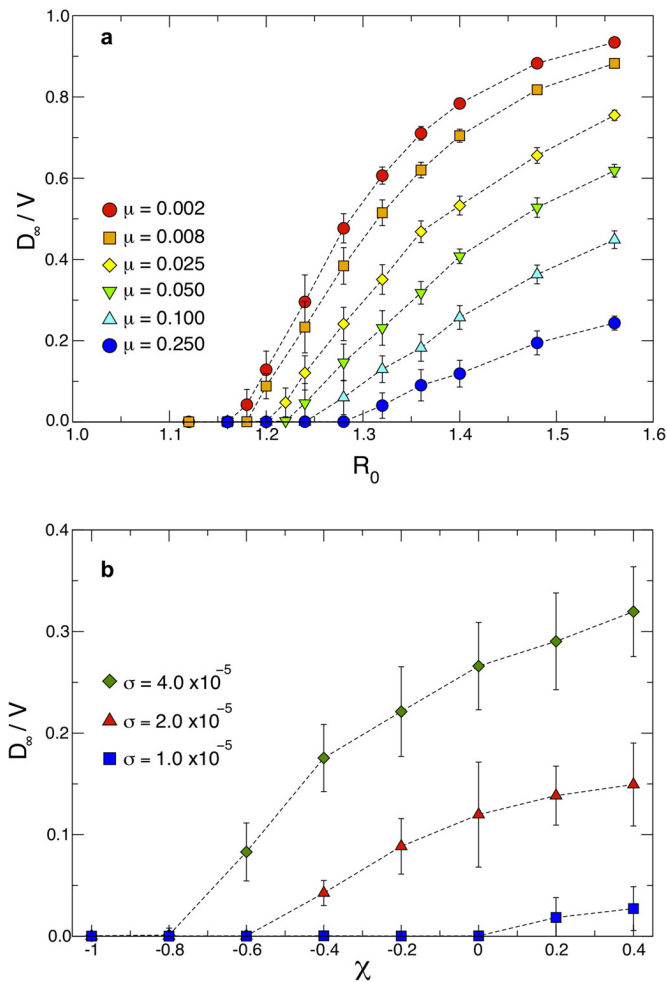 a
1.0
0.8
0.6
0.4
0.2
0.0
D∞ / V
μ = 0.002
μ = 0.008
μ = 0.025
μ = 0.050
μ = 0.100
μ = 0.250
1.0 1.1 1.2 1.3 1.4 1.5 1.6
R0
b
0.4
0.3
0.2
0.1
0.0
D∞ / V
σ = 4.0 x10⁻⁵
σ = 2.0 x10⁻⁵
σ = 1.0 x10⁻⁵
-1 -0.8 -0.6 -0.4 -0.2 0 0.2 0.4
χ